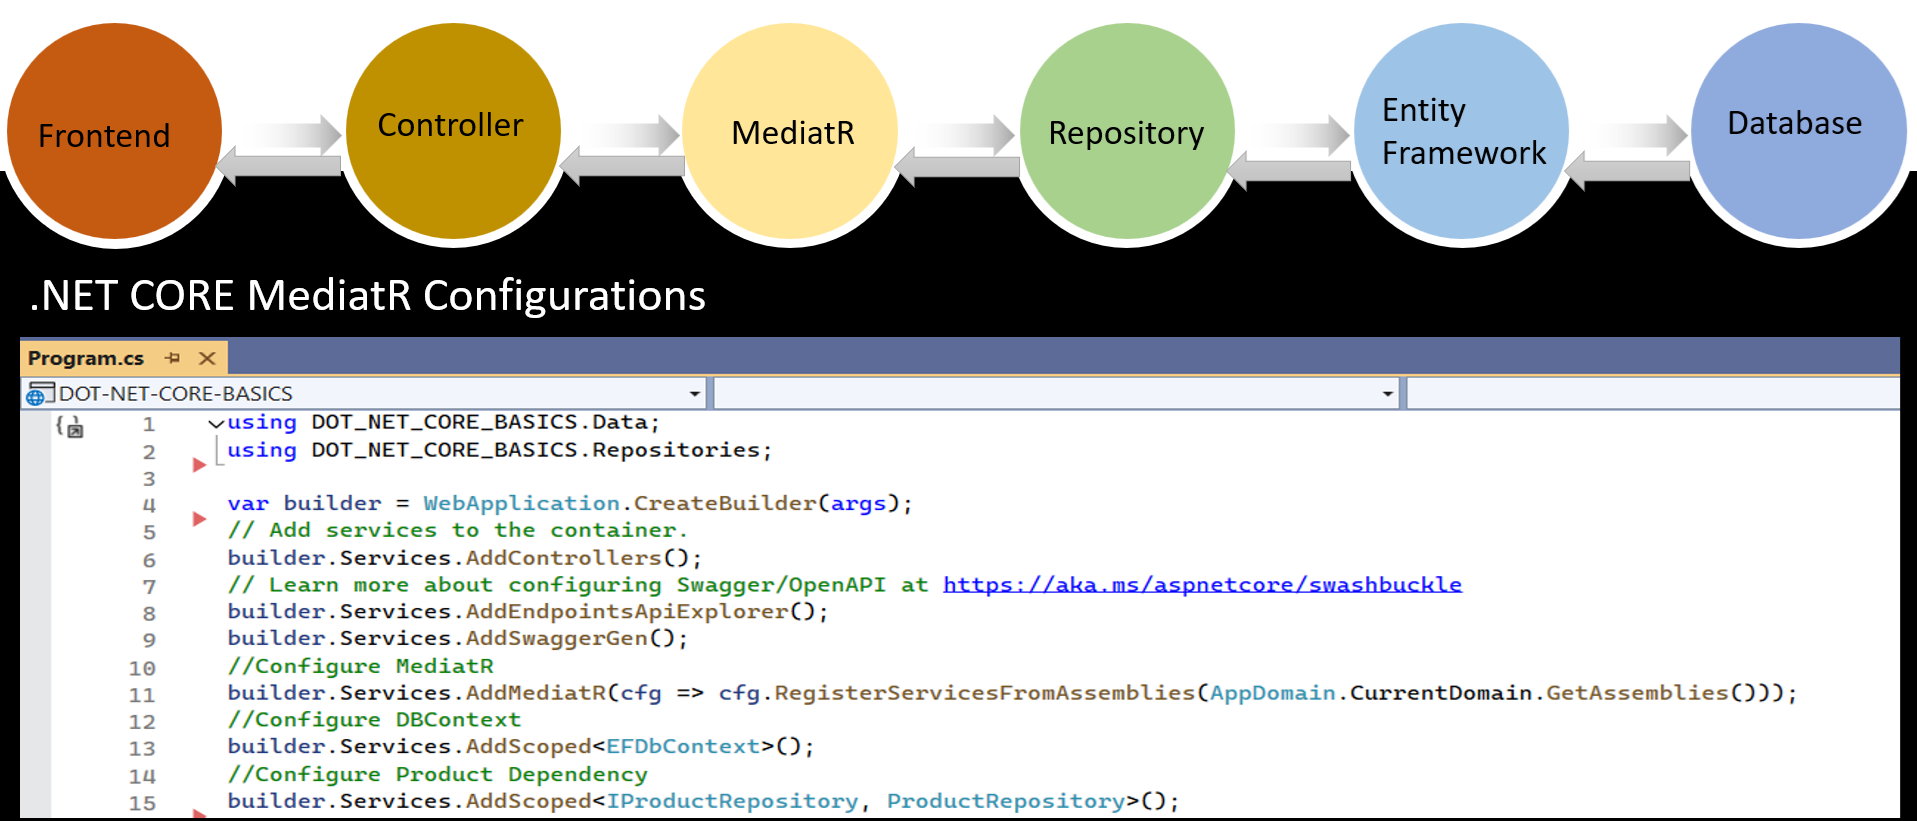 Frontend
Controller
MediatR
Repository
Entity
Framework
Database
.NET CORE MediatR Configurations
Program.cs
DOT-NET-CORE-BASICS
1 using DOT_NET_CORE_BASICS.Data;
2 using DOT_NET_CORE_BASICS.Repositories;
3
4 var builder = WebApplication.CreateBuilder(args);
5 // Add services to the container.
6 builder.Services.AddControllers();
7 // Learn more about configuring Swagger/OpenAPI at https://aka.ms/aspnetcore/swashbuckle
8 builder.Services.AddEndpointsApiExplorer();
9 builder.Services.AddSwaggerGen();
10 //Configure MediatR
11 builder.Services.AddMediatR(cfg => cfg.RegisterServicesFromAssemblies(AppDomain.CurrentDomain.GetAssemblies()));
12 //Configure DBContext
13 builder.Services.AddScoped<EFDbContext>();
14 //Configure Product Dependency
15 builder.Services.AddScoped<IProductRepository, ProductRepository>();